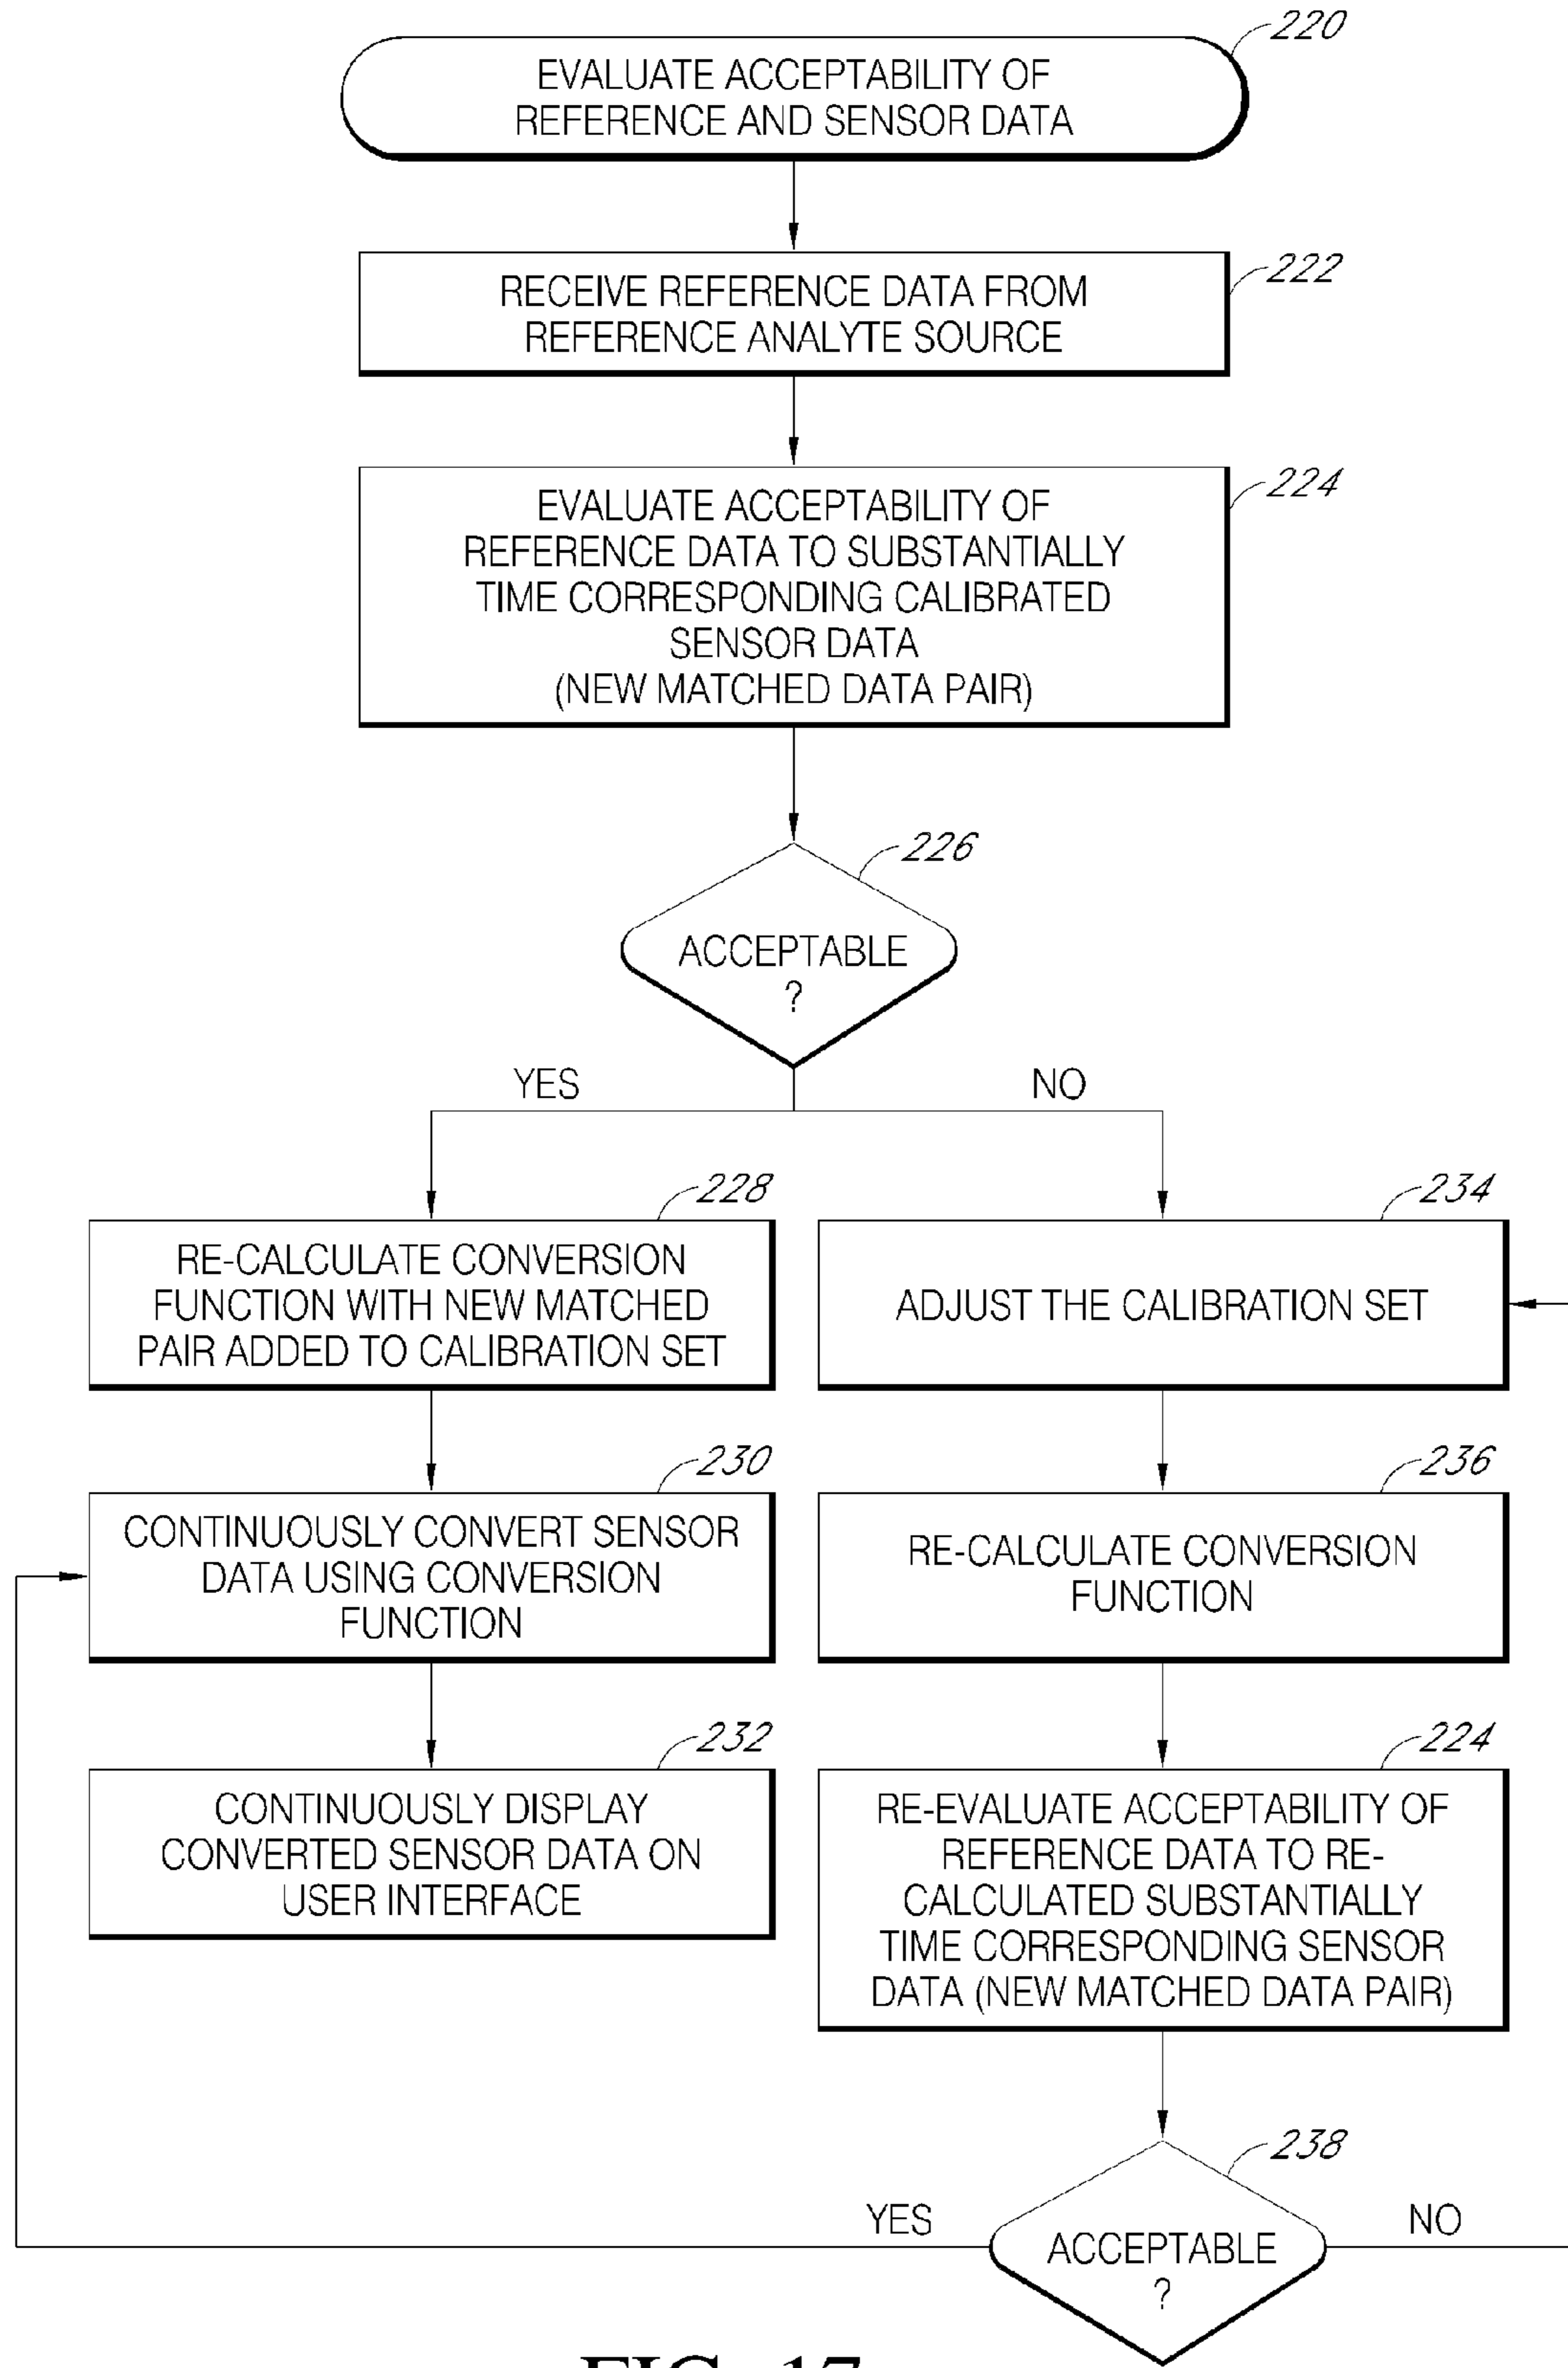 220
EVALUATE ACCEPTABILITY OF
REFERENCE AND SENSOR DATA
222
RECEIVE REFERENCE DATA FROM
REFERENCE ANALYTE SOURCE
224
EVALUATE ACCEPTABILITY OF
REFERENCE DATA TO SUBSTANTIALLY
TIME CORRESPONDING CALIBRATED
SENSOR DATA
(NEW MATCHED DATA PAIR)
226
ACCEPTABLE
?
YES
NO
228
RE-CALCULATE CONVERSION
FUNCTION WITH NEW MATCHED
PAIR ADDED TO CALIBRATION SET
234
ADJUST THE CALIBRATION SET
230
CONTINUOUSLY CONVERT SENSOR
DATA USING CONVERSION
FUNCTION
236
RE-CALCULATE CONVERSION
FUNCTION
232
CONTINUOUSLY DISPLAY
CONVERTED SENSOR DATA ON
USER INTERFACE
224
RE-EVALUATE ACCEPTABILITY OF
REFERENCE DATA TO RE-
CALCULATED SUBSTANTIALLY
TIME CORRESPONDING SENSOR
DATA (NEW MATCHED DATA PAIR)
238
YES
ACCEPTABLE
?
NO
FIG. 17